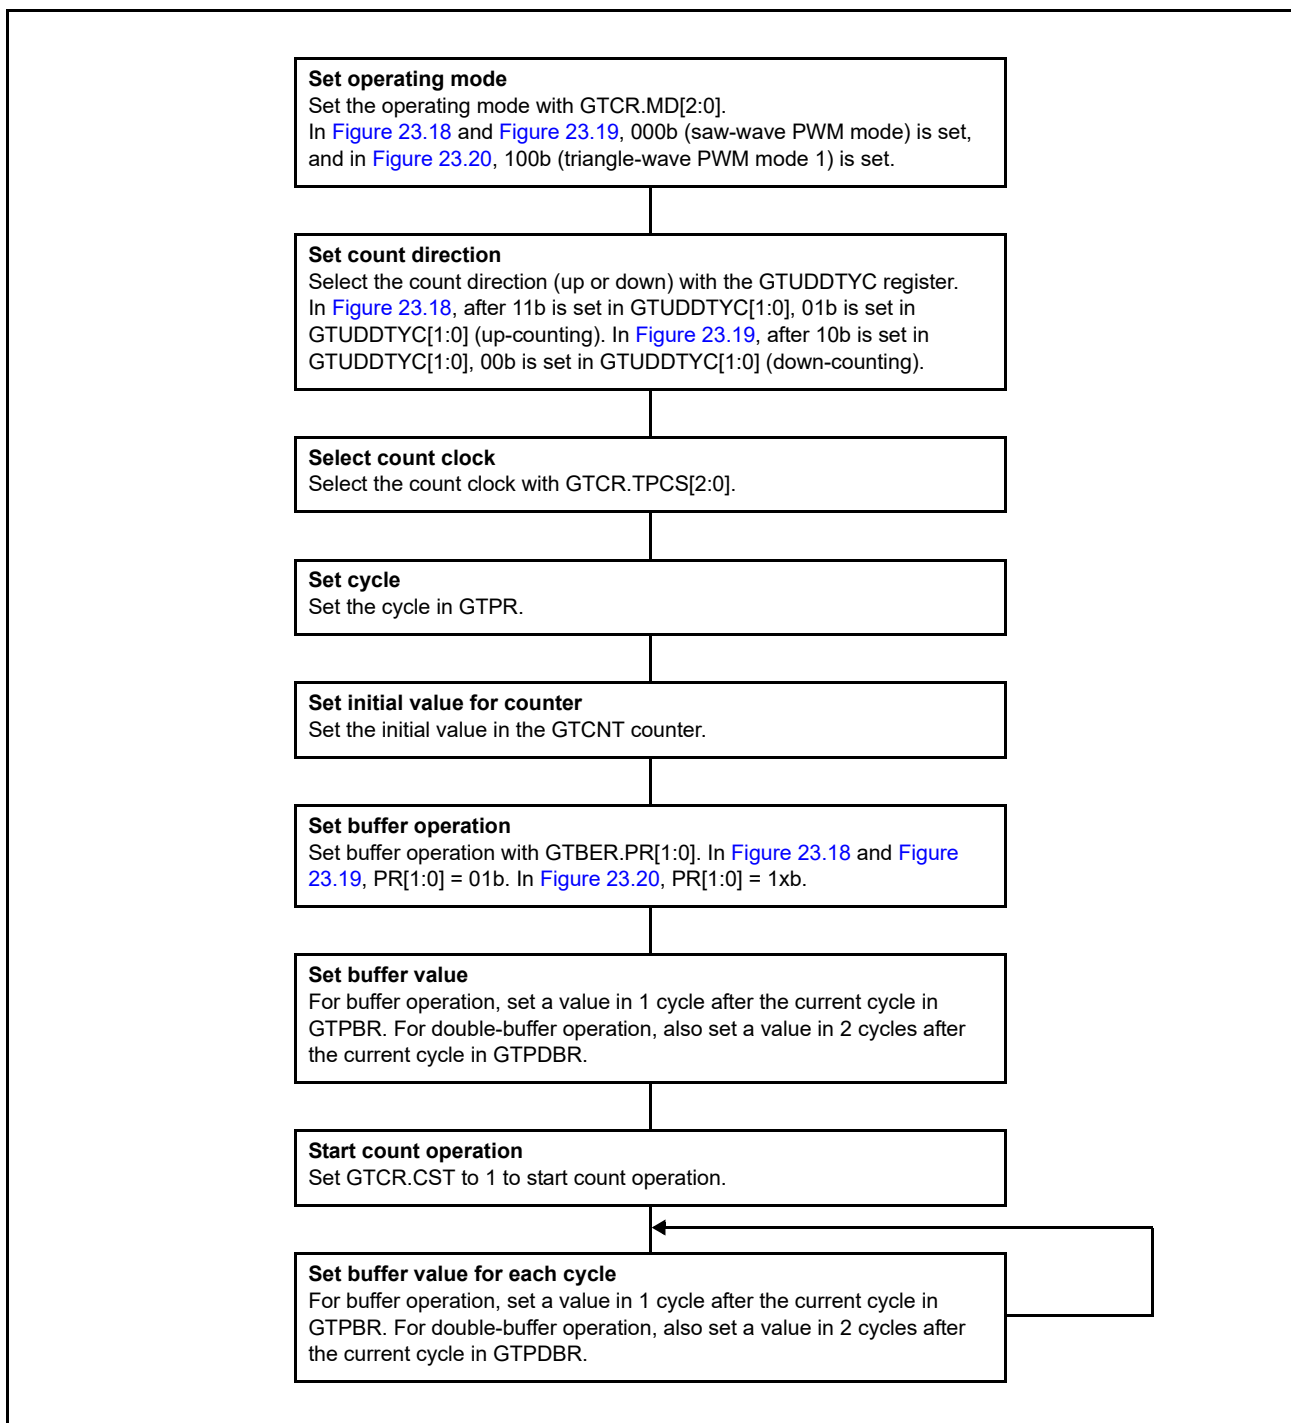 Set operating mode
Set the operating mode with GTCR.MD[2:0].
In Figure 23.18 and Figure 23.19, 000b (saw-wave PWM mode) is set,
and in Figure 23.20, 100b (triangle-wave PWM mode 1) is set.
Set count direction
Select the count direction (up or down) with the GTUDDTYC register.
In Figure 23.18, after 11b is set in GTUDDTYC[1:0], 01b is set in
GTUDDTYC[1:0] (up-counting). In Figure 23.19, after 10b is set in
GTUDDTYC[1:0], 00b is set in GTUDDTYC[1:0] (down-counting).
Select count clock
Select the count clock with GTCR.TPCS[2:0].
Set cycle
Set the cycle in GTPR.
Set initial value for counter
Set the initial value in the GTCNT counter.
Set buffer operation
Set buffer operation with GTBER.PR[1:0]. In Figure 23.18 and Figure
23.19, PR[1:0] = 01b. In Figure 23.20, PR[1:0] = 1xb.
Set buffer value
For buffer operation, set a value in 1 cycle after the current cycle in
GTPBR. For double-buffer operation, also set a value in 2 cycles after
the current cycle in GTPDBR.
Start count operation
Set GTCR.CST to 1 to start count operation.
Set buffer value for each cycle
For buffer operation, set a value in 1 cycle after the current cycle in
GTPBR. For double-buffer operation, also set a value in 2 cycles after
the current cycle in GTPDBR.